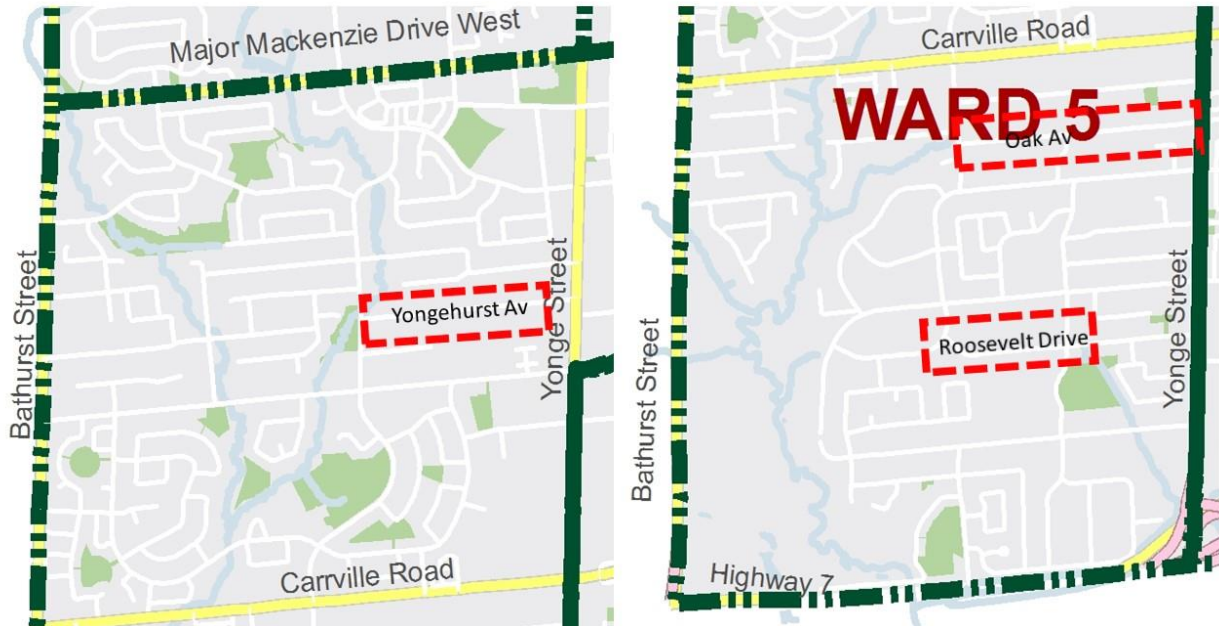 Major Mackenzie Drive West
Bathurst Street
Yonge Street
Yongehurst Av
Carrville Road
Carrville Road
WARD 5
Oak Av
Bathurst Street
Yonge Street
Roosevelt Drive
Highway 7